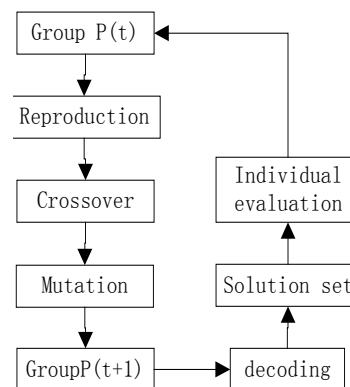 Group P(t)
Reproduction
Crossover
Mutation
GroupP(t+1)
decoding
Solution set
Individual
evaluation